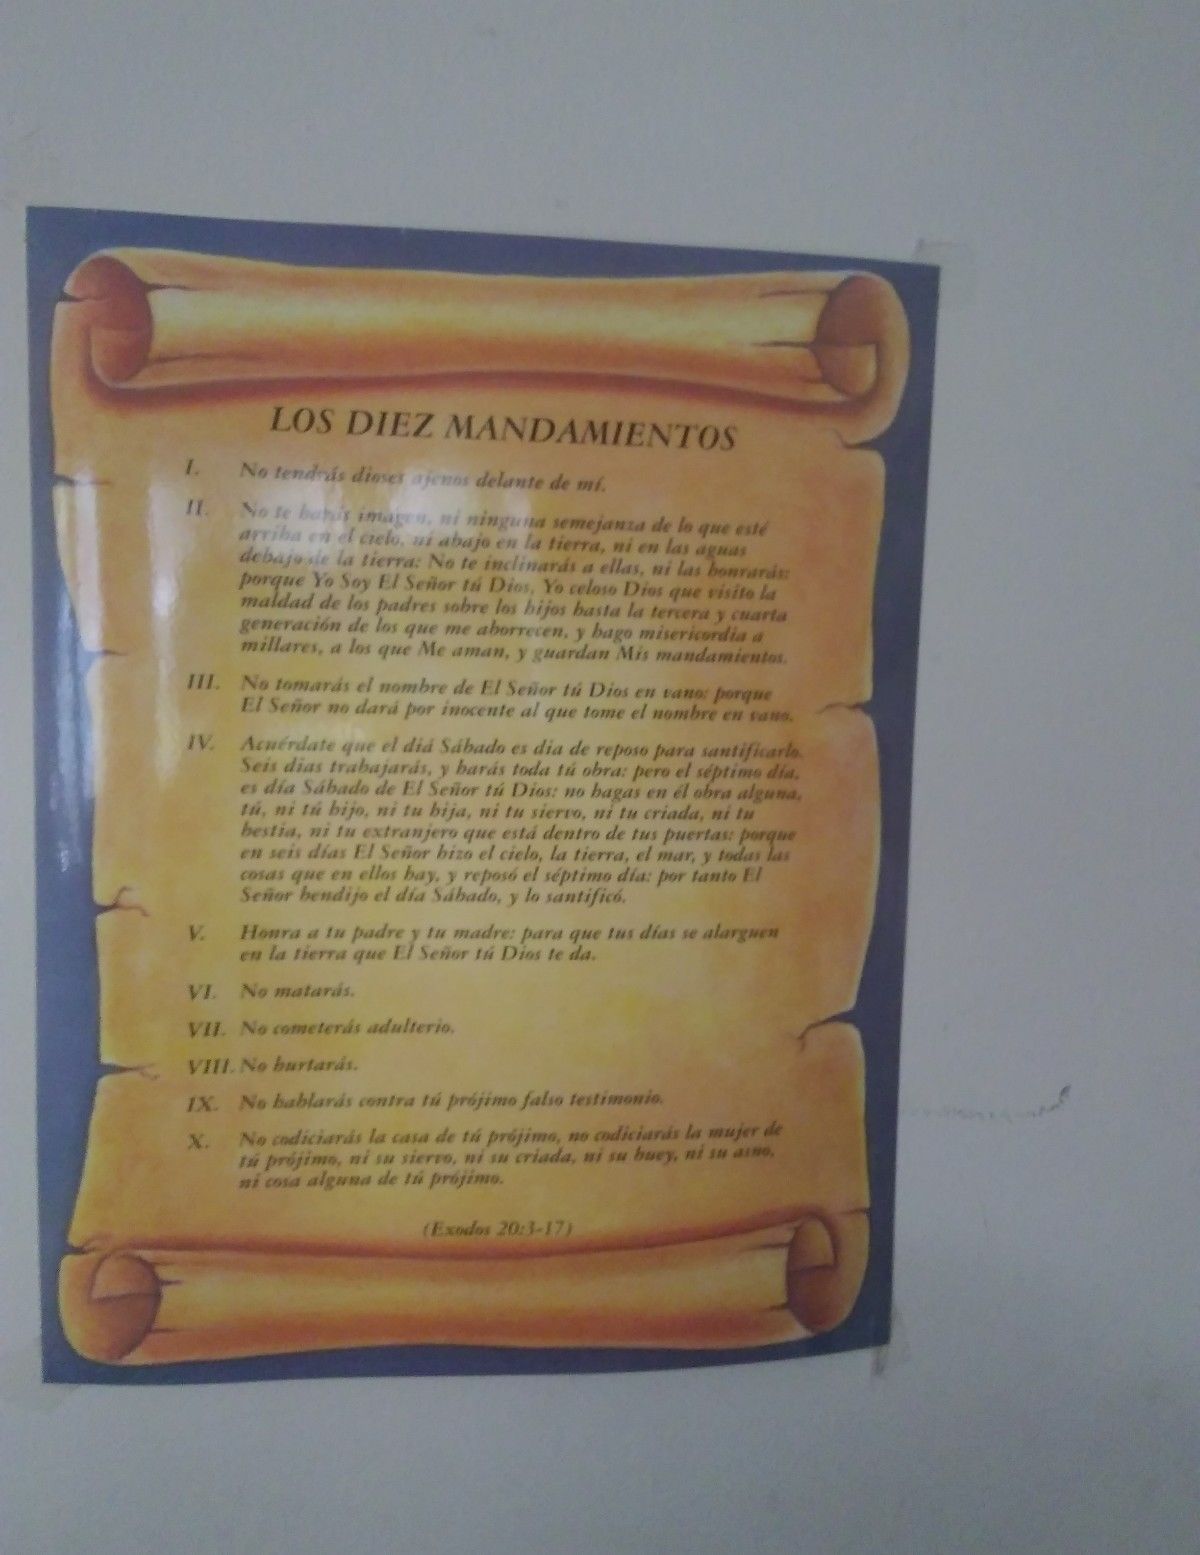 LOS DIEZ MANDAMIENTOS
I. No tendrás dioses ajenos delante de mí.
II. No te harás imagen, ni ninguna semejanza de lo que esté
arriba en el cielo, ni abajo en la tierra, ni en las aguas
debajo de la tierra: No te inclinarás a ellas, ni las honrarás:
porque Yo Soy El Señor tú Dios, Yo celoso Dios que visito la
maldad de los padres sobre los hijos hasta la tercera y cuarta
generación de los que me aborrecen, y hago misericordia a
millares, a los que Me aman, y guardan Mis mandamientos.
III. No tomarás el nombre de El Señor tú Dios en vano: porque
El Señor no dará por inocente al que tome el nombre en vano.
IV. Acuérdate que el diá Sábado es dia de reposo para santificarlo.
Seis dias trabajarás, y harás toda tú obra: pero el séptimo día,
es día Sábado de El Señor tú Dios: no hagas en él obra alguna,
tú, ni tú hijo, ni tu hija, ni tu siervo, ni tu criada, ni tu
bestia, ni tu extranjero que está dentro de tus puertas: porque
en seis días El Señor hizo el cielo, la tierra, el mar, y todas las
cosas que en ellos hay, y reposó el séptimo día: por tanto El
Señor bendijo el día Sábado, y lo santificó.
V. Honra a tu padre y tu madre: para que tus días se alarguen
en la tierra que El Señor tú Dios te da.
VI. No matarás.
VII. No cometerás adulterio.
VIII. No hurtarás.
IX. No hablarás contra tú prójimo falso testimonio.
X. No codiciarás la casa de tú prójimo, no codiciarás la mujer de
tú prójimo, ni su siervo, ni su criada, ni su buey, ni su asno,
ni cosa alguna de tú prójimo.
(Exodos 20:3-17)